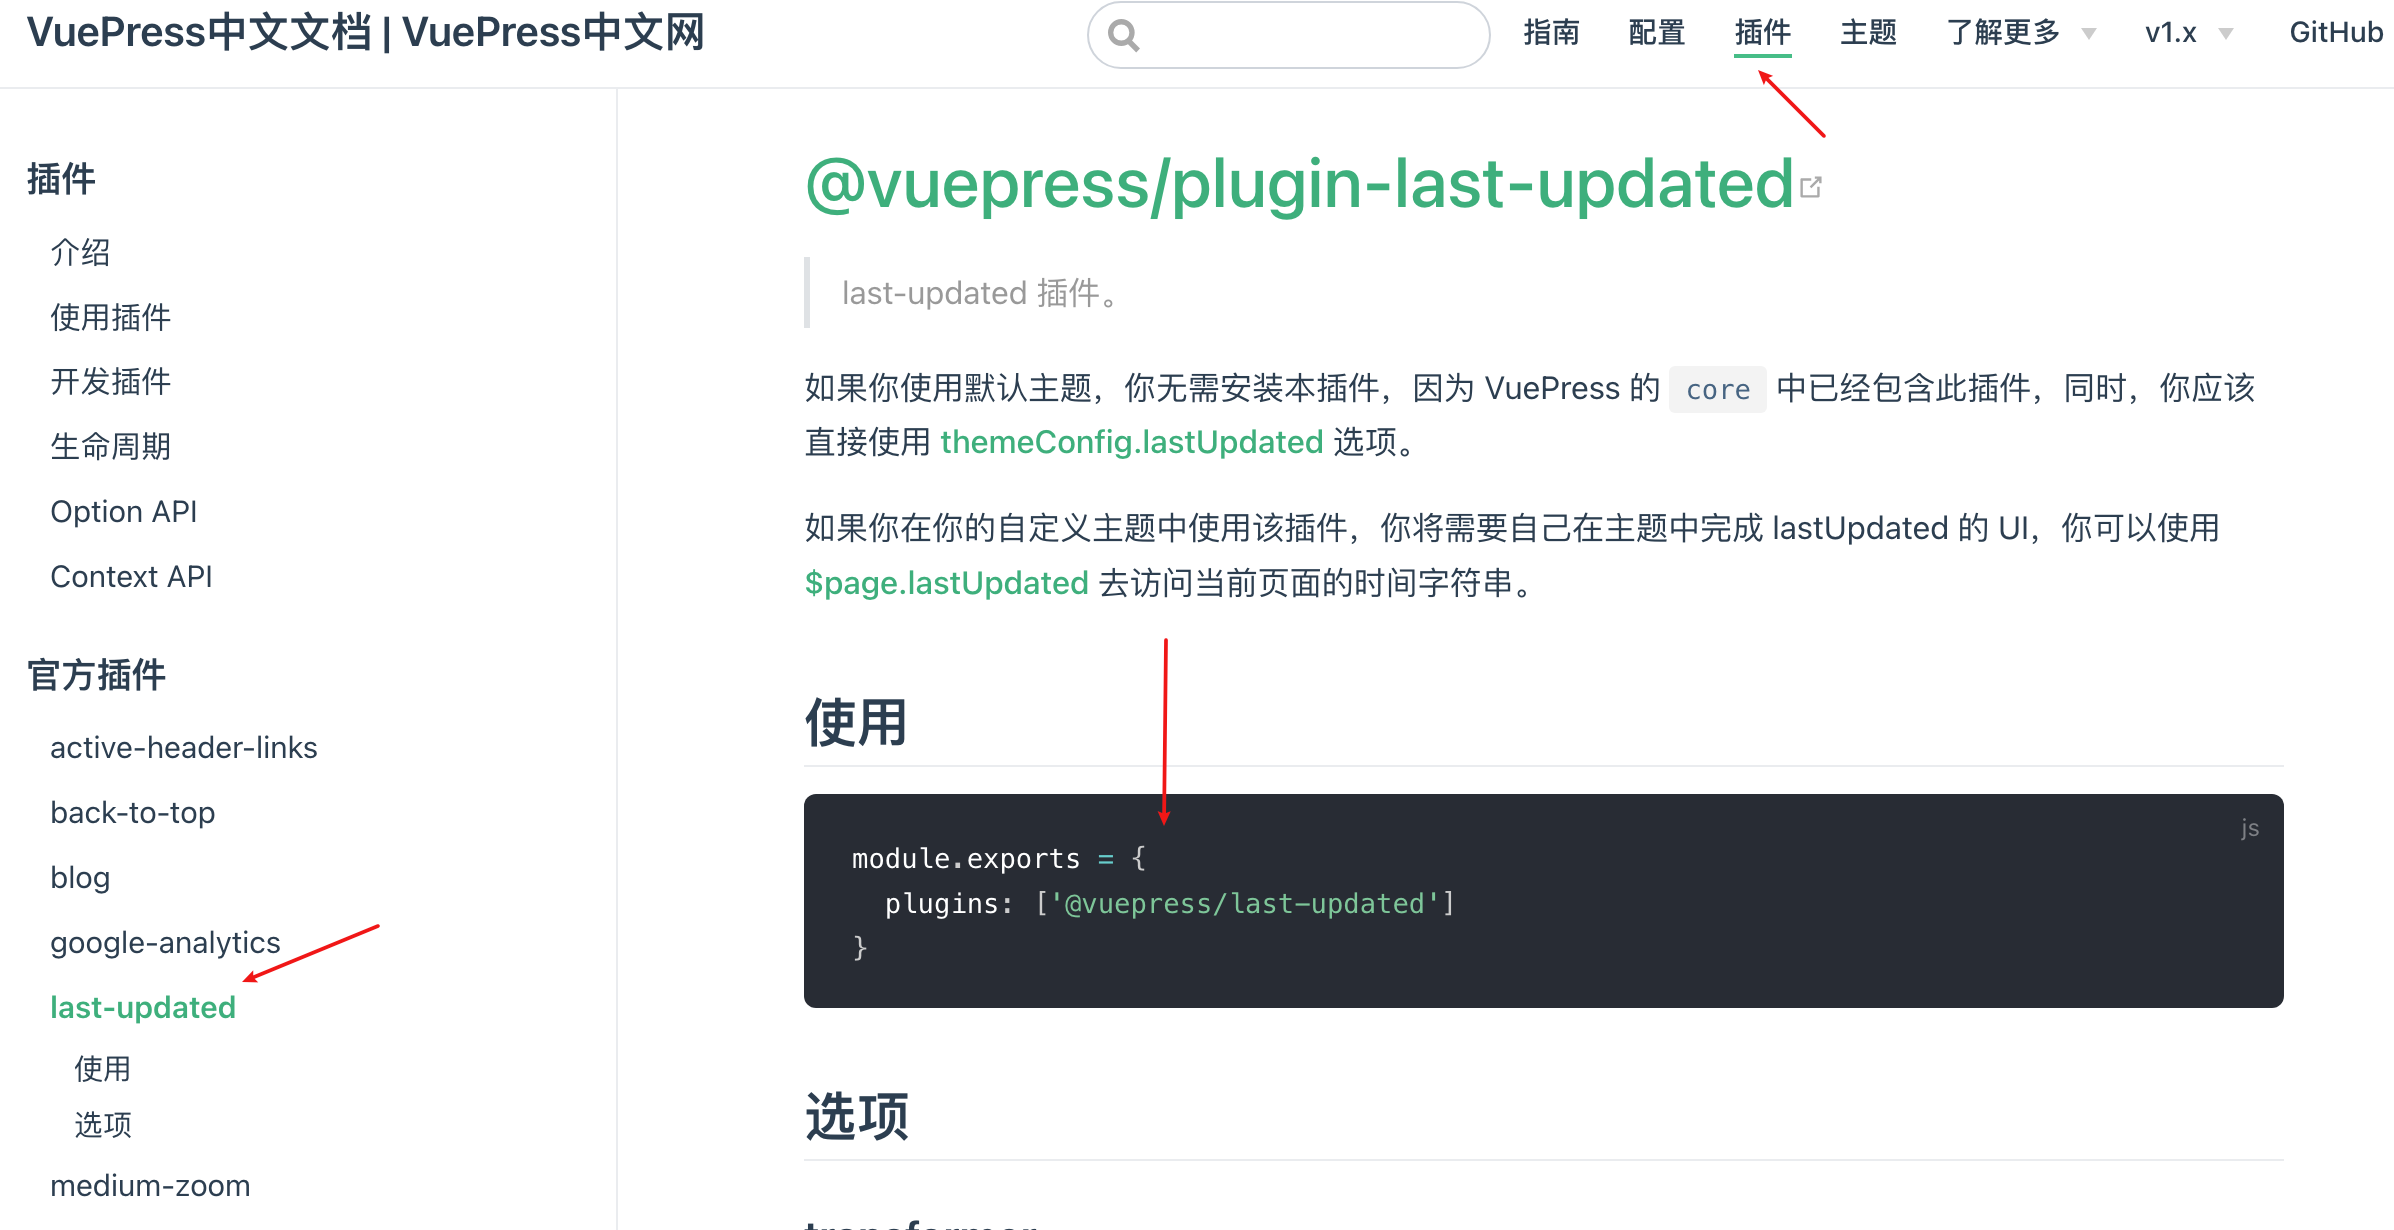 VuePress中文文档 | VuePress中文网
指南 配置 插件 主题 了解更多 v1.x GitHub
插件
介绍
使用插件
开发插件
生命周期
Option API
Context API
官方插件
active-header-links
back-to-top
blog
google-analytics
last-updated
使用
选项
medium-zoom
@vuepress/plugin-last-updated
last-updated 插件。
如果你使用默认主题，你无需安装本插件，因为 VuePress 的 core 中已经包含此插件，同时，你应该
直接使用 themeConfig.lastUpdated 选项。
如果你在你的自定义主题中使用该插件，你将需要自己在主题中完成 lastUpdated 的 UI，你可以使用
$page.lastUpdated 去访问当前页面的时间字符串。
使用
js
module.exports = {
  plugins: ['@vuepress/last-updated']
}
选项
transformer